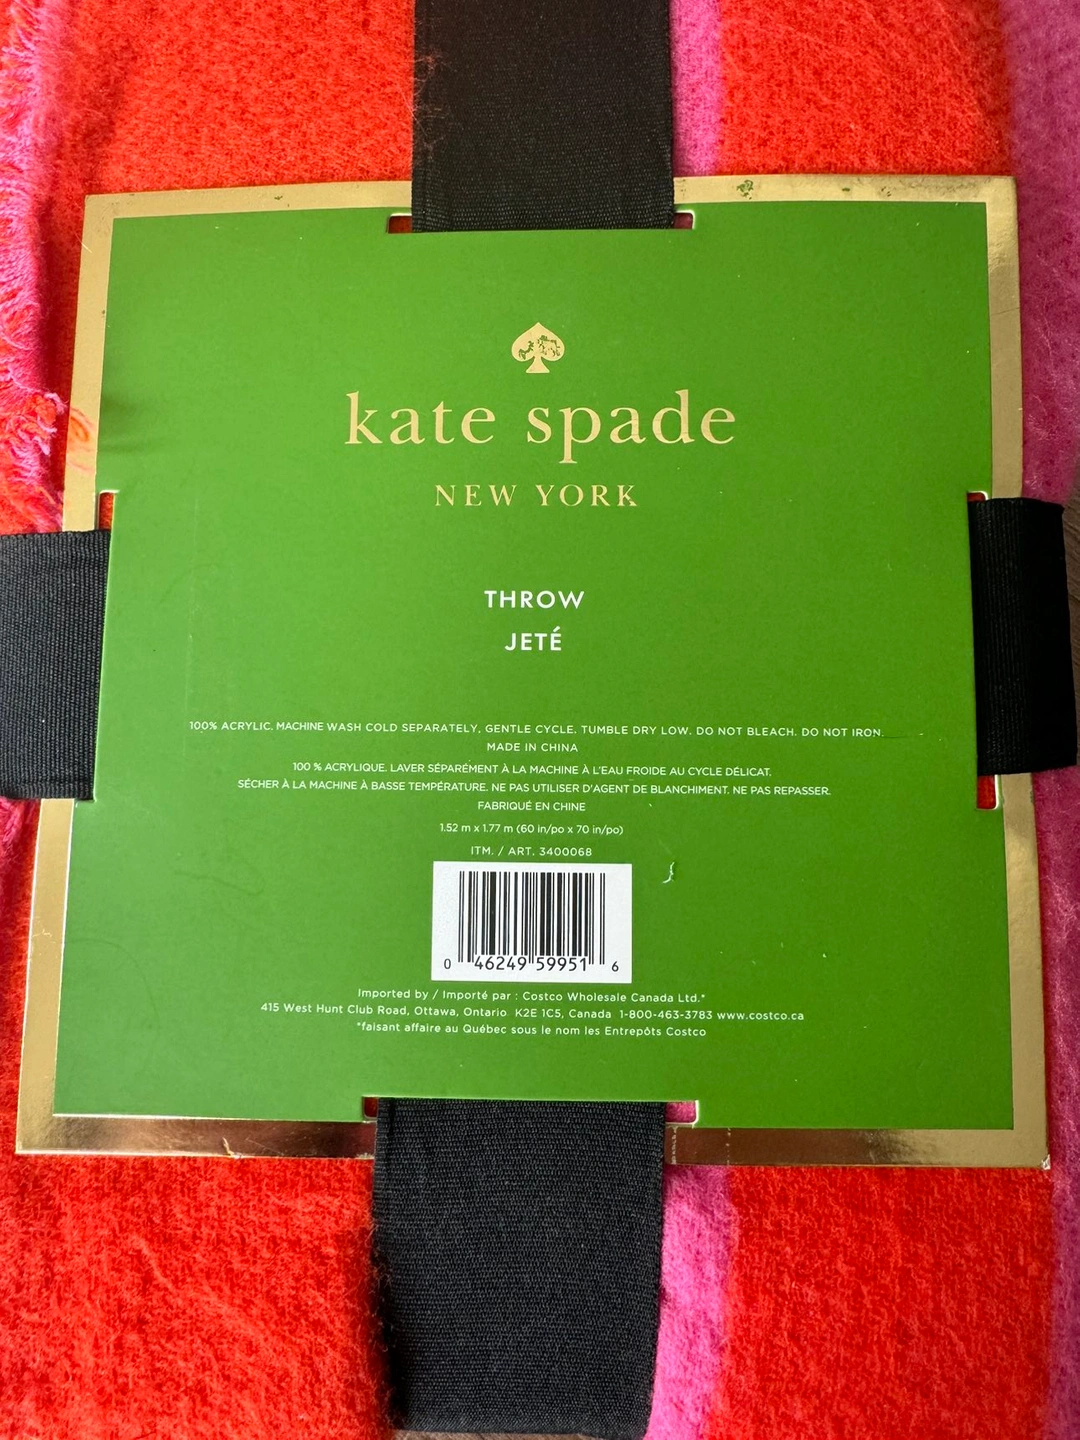 kate spade
NEW YORK
THROW
JETÉ
100% ACRYLIC. MACHINE WASH COLD SEPARATELY, GENTLE CYCLE. TUMBLE DRY LOW. DO NOT BLEACH. DO NOT IRON.
MADE IN CHINA
100 % ACRYLIQUE. LAVER SÉPARÉMENT À LA MACHINE À L'EAU FROIDE AU CYCLE DÉLICAT.
SÉCHER À LA MACHINE À BASSE TEMPÉRATURE. NE PAS UTILISER D'AGENT DE BLANCHIMENT. NE PAS REPASSER.
FABRIQUÉ EN CHINE
1.52 m x 1.77 m (60 in/po x 70 in/po)
ITM. / ART. 3400068
0 46249 59951 6
Imported by / Importé par : Costco Wholesale Canada Ltd.*
415 West Hunt Club Road, Ottawa, Ontario K2E 1C5, Canada 1-800-463-3783 www.costco.ca
*faisant affaire au Québec sous le nom les Entrepôts Costco